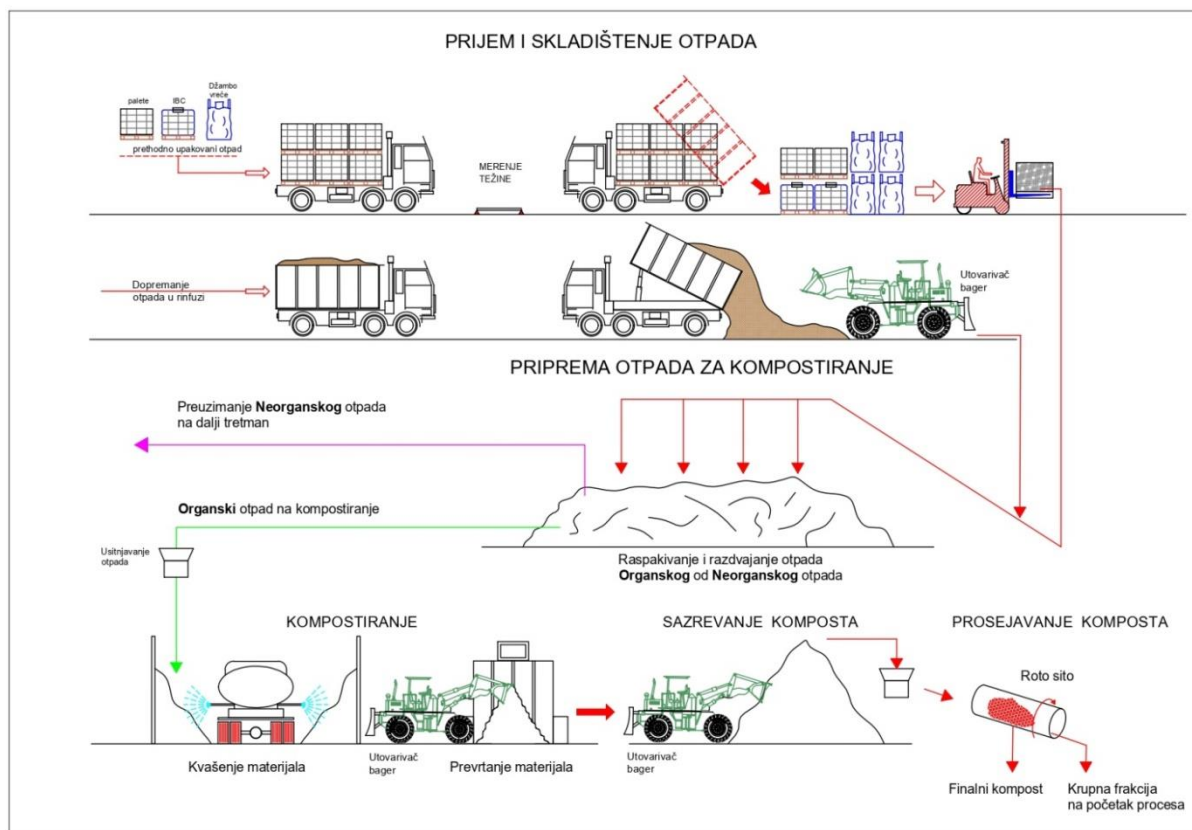 PRIJEM I SKLADIŠTENJE OTPADA
palete
IBC
Džambo
vreće
prethodno upakovani otpad
MERENJE
TEŽINE
Dopremanje
otpada u rinfuzi
Utovarivač
bager
PRIPREMA OTPADA ZA KOMPOSTIRANJE
Preuzimanje Neorganskog otpada
na dalji tretman
Organski otpad na kompostiranje
Usitnjavanje
otpada
Raspakivanje i razdvajanje otpada
Organskog od Neorganskog otpada
KOMPOSTIRANJE
SAZREVANJE KOMPOSTA
PROSEJAVANJE KOMPOSTA
Roto sito
Kvašenje materijala
Utovarivač
bager
Prevrtanje materijala
Utovarivač
bager
Finalni kompost
Krupna frakcija
na početak procesa